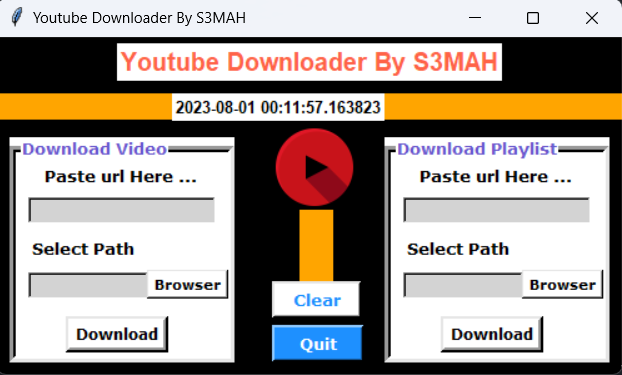 Youtube Downloader By S3MAH
Youtube Downloader By S3MAH
2023-08-01 00:11:57.163823
Download Video
Paste url Here ...
Select Path
Browser
Download
Clear
Quit
Download Playlist
Paste url Here ...
Select Path
Browser
Download